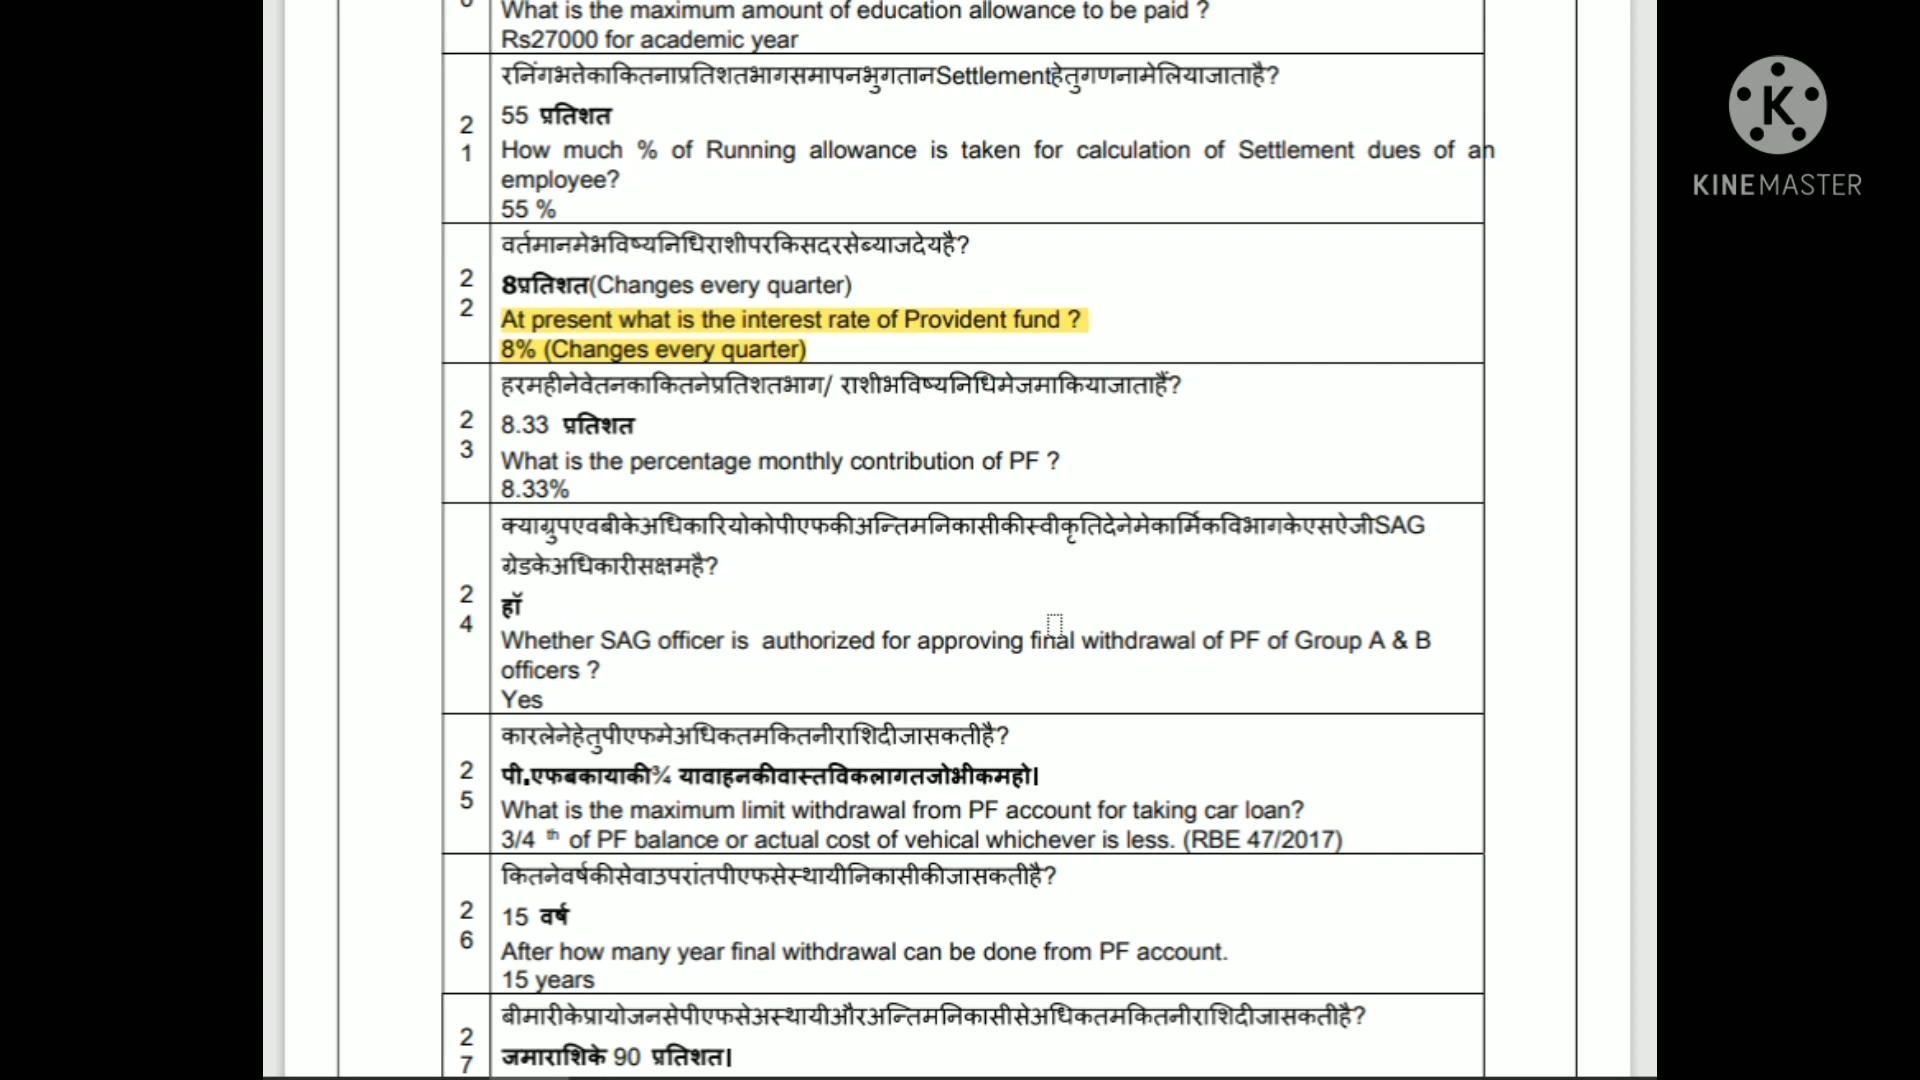 What is the maximum amount of education allowance to be paid ?
Rs27000 for academic year
रनिंगभत्तेकाकितनाप्रतिशतभागसमापनभुगतानSettlementहेतुगणनामेलियाजाताहै?
2
1
55 प्रतिशत
How much % of Running allowance is taken for calculation of Settlement dues of an
employee?
55 %
वर्तमानमेभविष्यनिधिराशीपरकिसदरसेब्याजदेयहै?
2
2
8प्रतिशत(Changes every quarter)
At present what is the interest rate of Provident fund ?
8% (Changes every quarter)
हरमहीनेवेतनकाकितनेप्रतिशतभाग/ राशीभविष्यनिधिमेजमाकियाजाताहैं?
2
3
8.33 प्रतिशत
What is the percentage monthly contribution of PF ?
8.33%
क्याग्रुपएवबीकेअधिकारियोकोपीएफकीअन्तिमनिकासीकीस्वीकृतिदेनेमेकार्मिकविभागकेएसऐजीSAG
ग्रेडकेअधिकारीसक्षमहै?
2
4
हॉ
Whether SAG officer is authorized for approving final withdrawal of PF of Group A & B
officers ?
Yes
कारलेनेहेतुपीएफमेअधिकतमकितनीराशिदीजासकतीहै?
2
5
पी.एफबकायाकी¾ यावाहनकीवास्तविकलागतजोभीकमहो।
What is the maximum limit withdrawal from PF account for taking car loan?
3/4 th of PF balance or actual cost of vehical whichever is less. (RBE 47/2017)
कितनेवर्षकीसेवाउपरांतपीएफसेस्थायीनिकासीकीजासकतीहै?
2
6
15 वर्ष
After how many year final withdrawal can be done from PF account.
15 years
बीमारीकेप्रायोजनसेपीएफसेअस्थायीऔरअन्तिमनिकासीसेअधिकतमकितनीराशिदीजासकतीहै?
2
7
जमाराशिके 90 प्रतिशत।
K
KINEMASTER